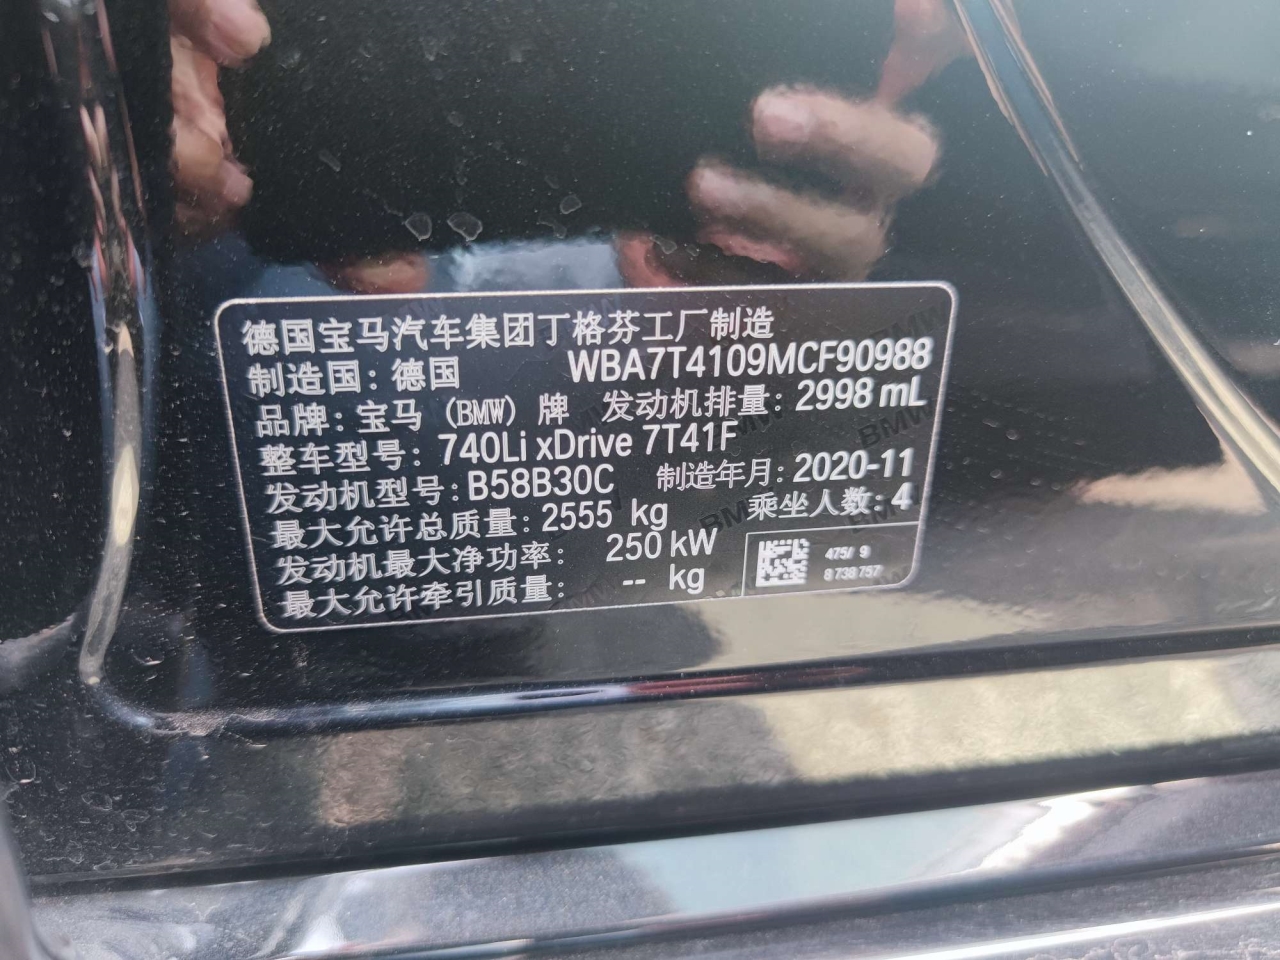 德国宝马汽车集团丁格芬工厂制造
制造国：德国 WBA7T4109MCF90988
品牌：宝马 (BMW) 牌 发动机排量：2998 mL
整车型号：740Li xDrive 7T41F
发动机型号：B58B30C 制造年月：2020-11
最大允许总质量：2555 kg 乘坐人数：4
发动机最大净功率： 250 kW
最大允许牵引质量： -- kg
475/ 9
8 738 757